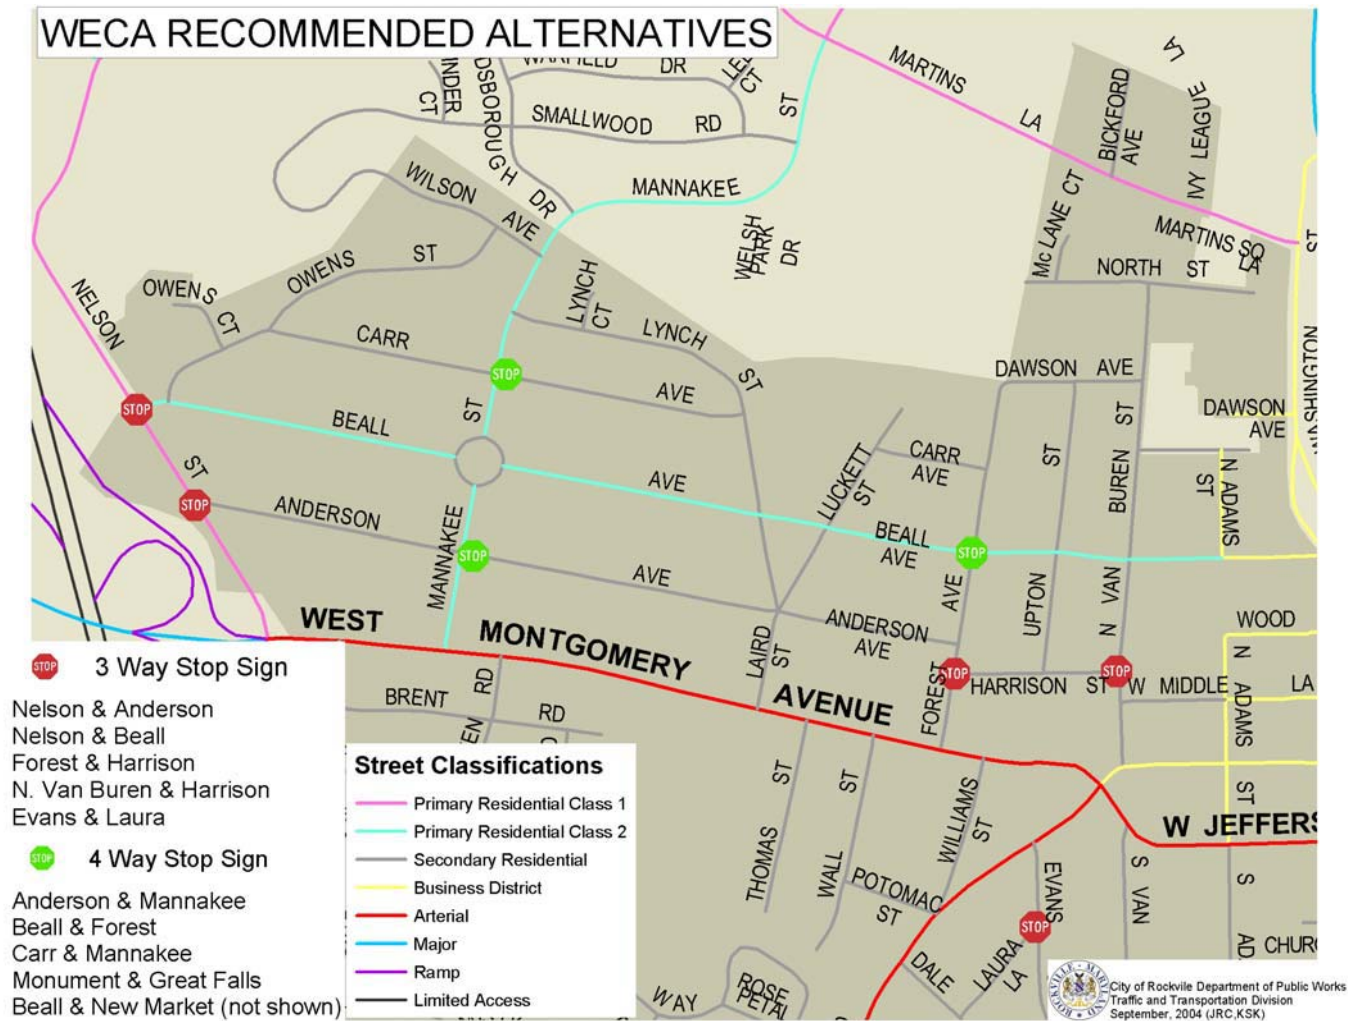 WECA RECOMMENDED ALTERNATIVES
WARFIELD DR
CT
CT
SMALLWOOD RD
ST
MARTINS LA
LA
BICKFORD AVE
IVY LEAGUE
WILSON AVE
DR
MANNAKEE
WELSH PARK DR
Mc LANE CT
MARTINS SQ LA
ST
NORTH ST
OWENS ST
OWENS CT
NELSON ST
LYNCH CT
LYNCH ST
CARR AVE
STOP
DAWSON AVE
DAWSON AVE
STOP
BEALL AVE
ST
LUCKETT ST
CARR AVE
ST
N VAN BUREN ST
N ADAMS ST
STOP
ANDERSON AVE
MANNAKEE
STOP
BEALL AVE
STOP
FOREST AVE
UPTON
ANDERSON AVE
WOOD
WEST MONTGOMERY AVENUE
LAIRD ST
STOP
HARRISON ST
STOP
W MIDDLE LA
N ADAMS ST
BRENT RD
RD
THOMAS ST
WALL ST
WILLIAMS ST
POTOMAC ST
W JEFFERS
EVANS
S VAN
S AD
STOP
LAURA LA
DALE
CHURC
ROSE PETAL
WAY
STOP 3 Way Stop Sign
Nelson & Anderson
Nelson & Beall
Forest & Harrison
N. Van Buren & Harrison
Evans & Laura
STOP 4 Way Stop Sign
Anderson & Mannakee
Beall & Forest
Carr & Mannakee
Monument & Great Falls
Beall & New Market (not shown)
Street Classifications
Primary Residential Class 1
Primary Residential Class 2
Secondary Residential
Business District
Arterial
Major
Ramp
Limited Access
City of Rockville Department of Public Works
Traffic and Transportation Division
September, 2004 (JRC,KSK)